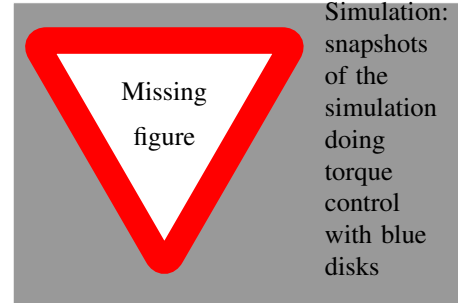 Missing
figure
Simulation:
snapshots
of the
simulation
doing
torque
control
with blue
disks